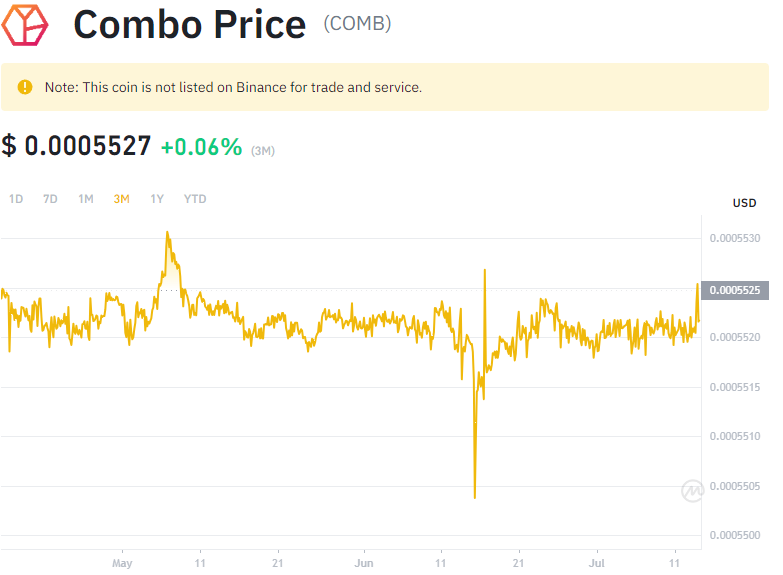 Combo Price (COMB)
Note: This coin is not listed on Binance for trade and service.
$ 0.0005527 +0.06% (3M)
1D 7D 1M 3M 1Y YTD
USD
0.0005530
0.0005525
0.0005520
0.0005515
0.0005510
0.0005505
0.0005500
May 11 21 Jun 11 21 Jul 11